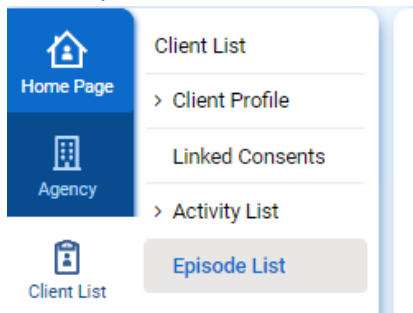 Home Page
Agency
Client List
Client List
> Client Profile
Linked Consents
> Activity List
Episode List